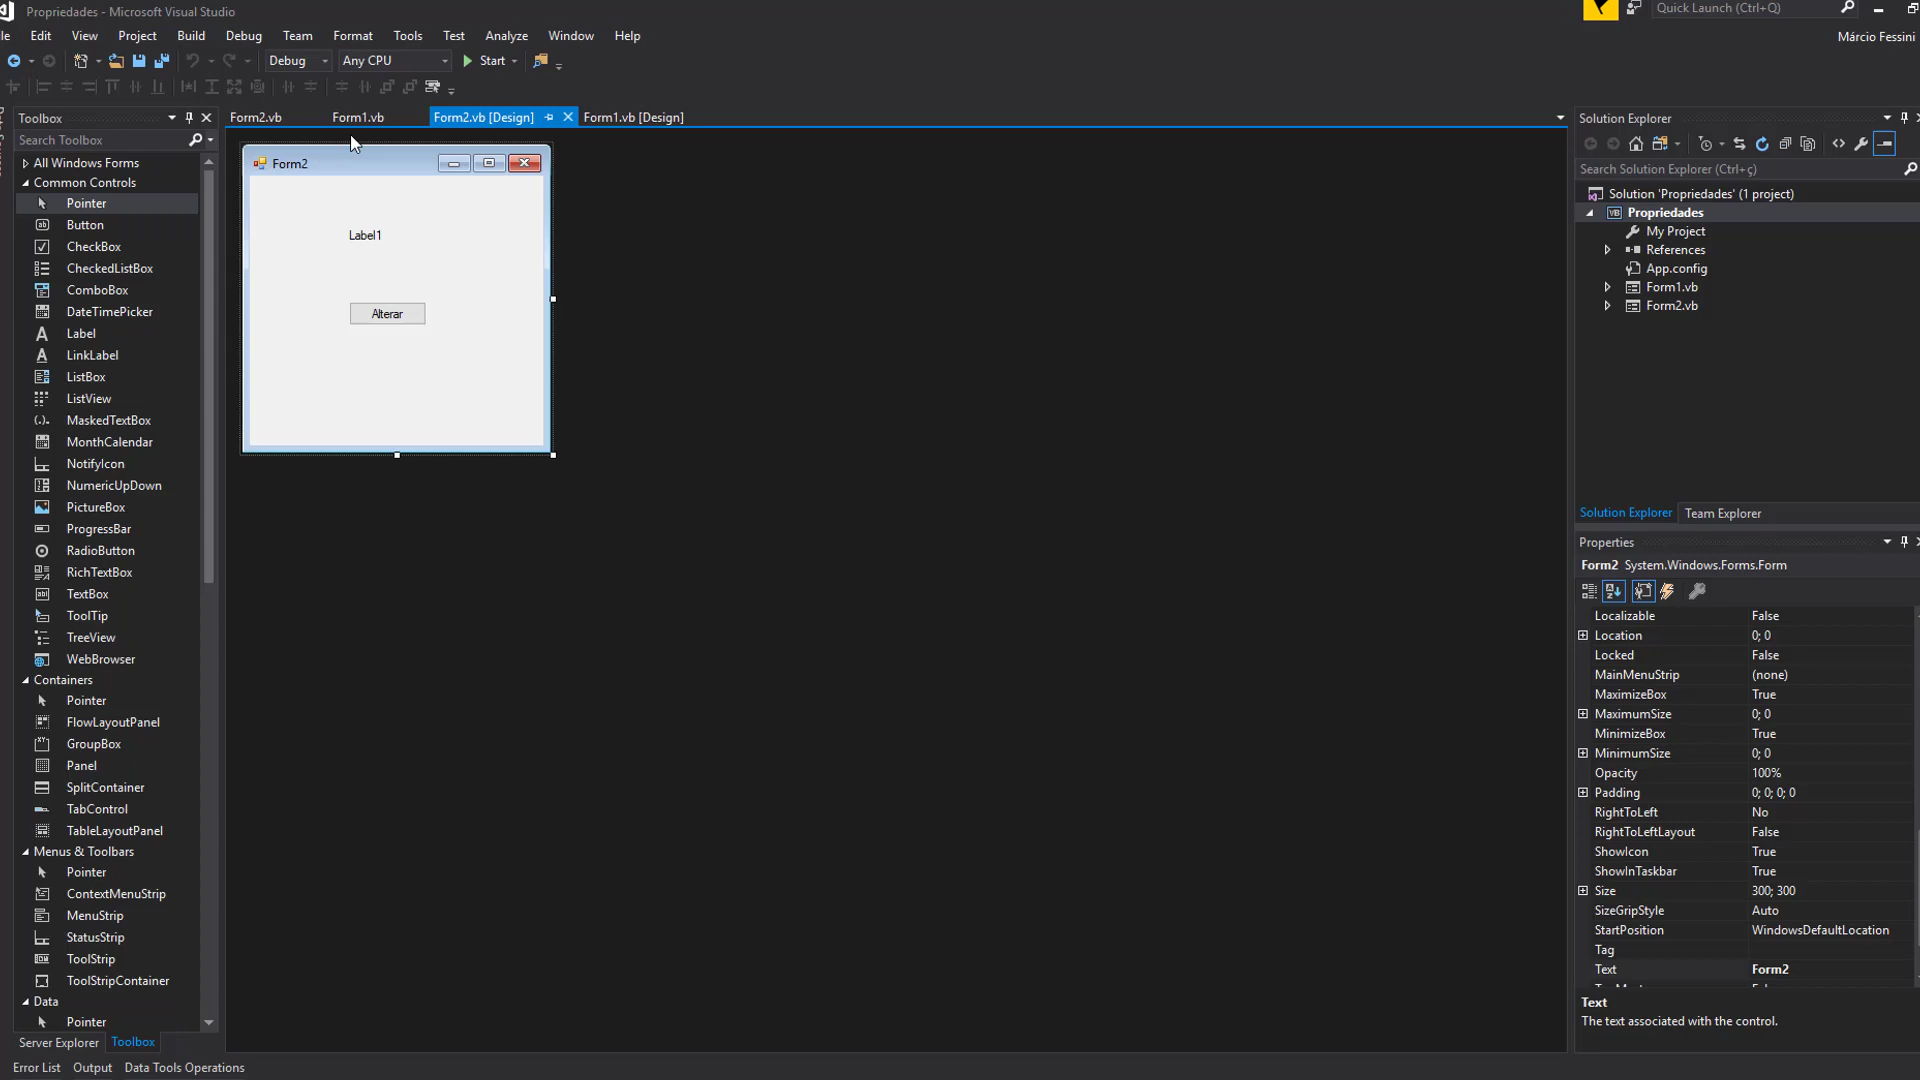 Propriedades - Microsoft Visual Studio
Quick Launch (Ctrl+Q)
le Edit View Project Build Debug Team Format Tools Test Analyze Window Help
Márcio Fessini
Debug Any CPU Start
Toolbox
Search Toolbox
All Windows Forms
Common Controls
Pointer
Button
CheckBox
CheckedListBox
ComboBox
DateTimePicker
Label
LinkLabel
ListBox
ListView
MaskedTextBox
MonthCalendar
NotifyIcon
NumericUpDown
PictureBox
ProgressBar
RadioButton
RichTextBox
TextBox
ToolTip
TreeView
WebBrowser
Containers
Pointer
FlowLayoutPanel
GroupBox
Panel
SplitContainer
TabControl
TableLayoutPanel
Menus & Toolbars
Pointer
ContextMenuStrip
MenuStrip
StatusStrip
ToolStrip
ToolStripContainer
Data
Pointer
Server Explorer Toolbox
Error List Output Data Tools Operations
Form2.vb Form1.vb Form2.vb [Design] Form1.vb [Design]
Form2
Label1
Alterar
Solution Explorer
Search Solution Explorer (Ctrl+ç)
Solution 'Propriedades' (1 project)
Propriedades
My Project
References
App.config
Form1.vb
Form2.vb
Solution Explorer Team Explorer
Properties
Form2 System.Windows.Forms.Form
Localizable False
Location 0; 0
Locked False
MainMenuStrip (none)
MaximizeBox True
MaximumSize 0; 0
MinimizeBox True
MinimumSize 0; 0
Opacity 100%
Padding 0; 0; 0; 0
RightToLeft No
RightToLeftLayout False
ShowIcon True
ShowInTaskbar True
Size 300; 300
SizeGripStyle Auto
StartPosition WindowsDefaultLocation
Tag
Text Form2
Text
The text associated with the control.